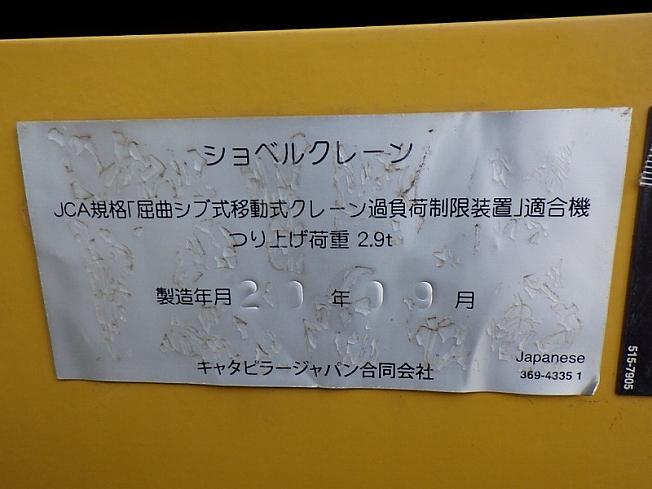 ショベルクレーン
JCA規格「屈曲ジブ式移動式クレーン過負荷制限装置」適合機
つり上げ荷重 2.9t
製造年月 20 年 09 月
キャタピラージャパン合同会社
Japanese
369-4335 1
515-7905